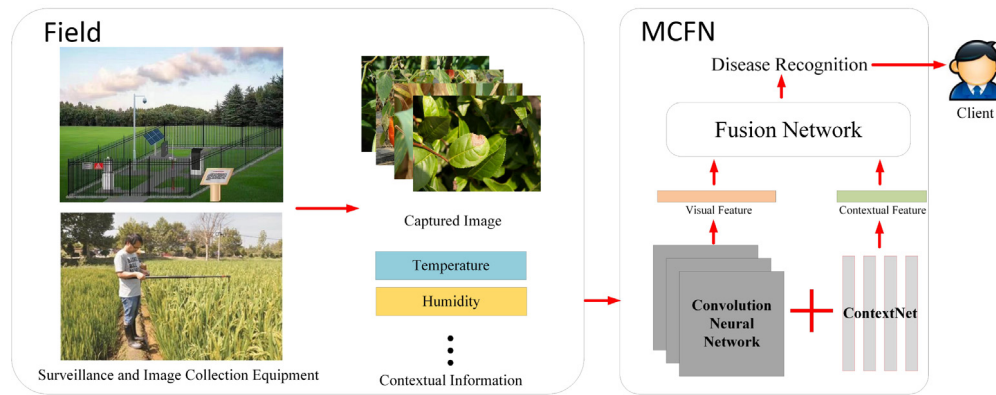 Field
Surveillance and Image Collection Equipment
Captured Image
Temperature
Humidity
Contextual Information
MCFN
Disease Recognition
Client
Fusion Network
Visual Feature
Contextual Feature
Convolution
Neural
Network
ContextNet